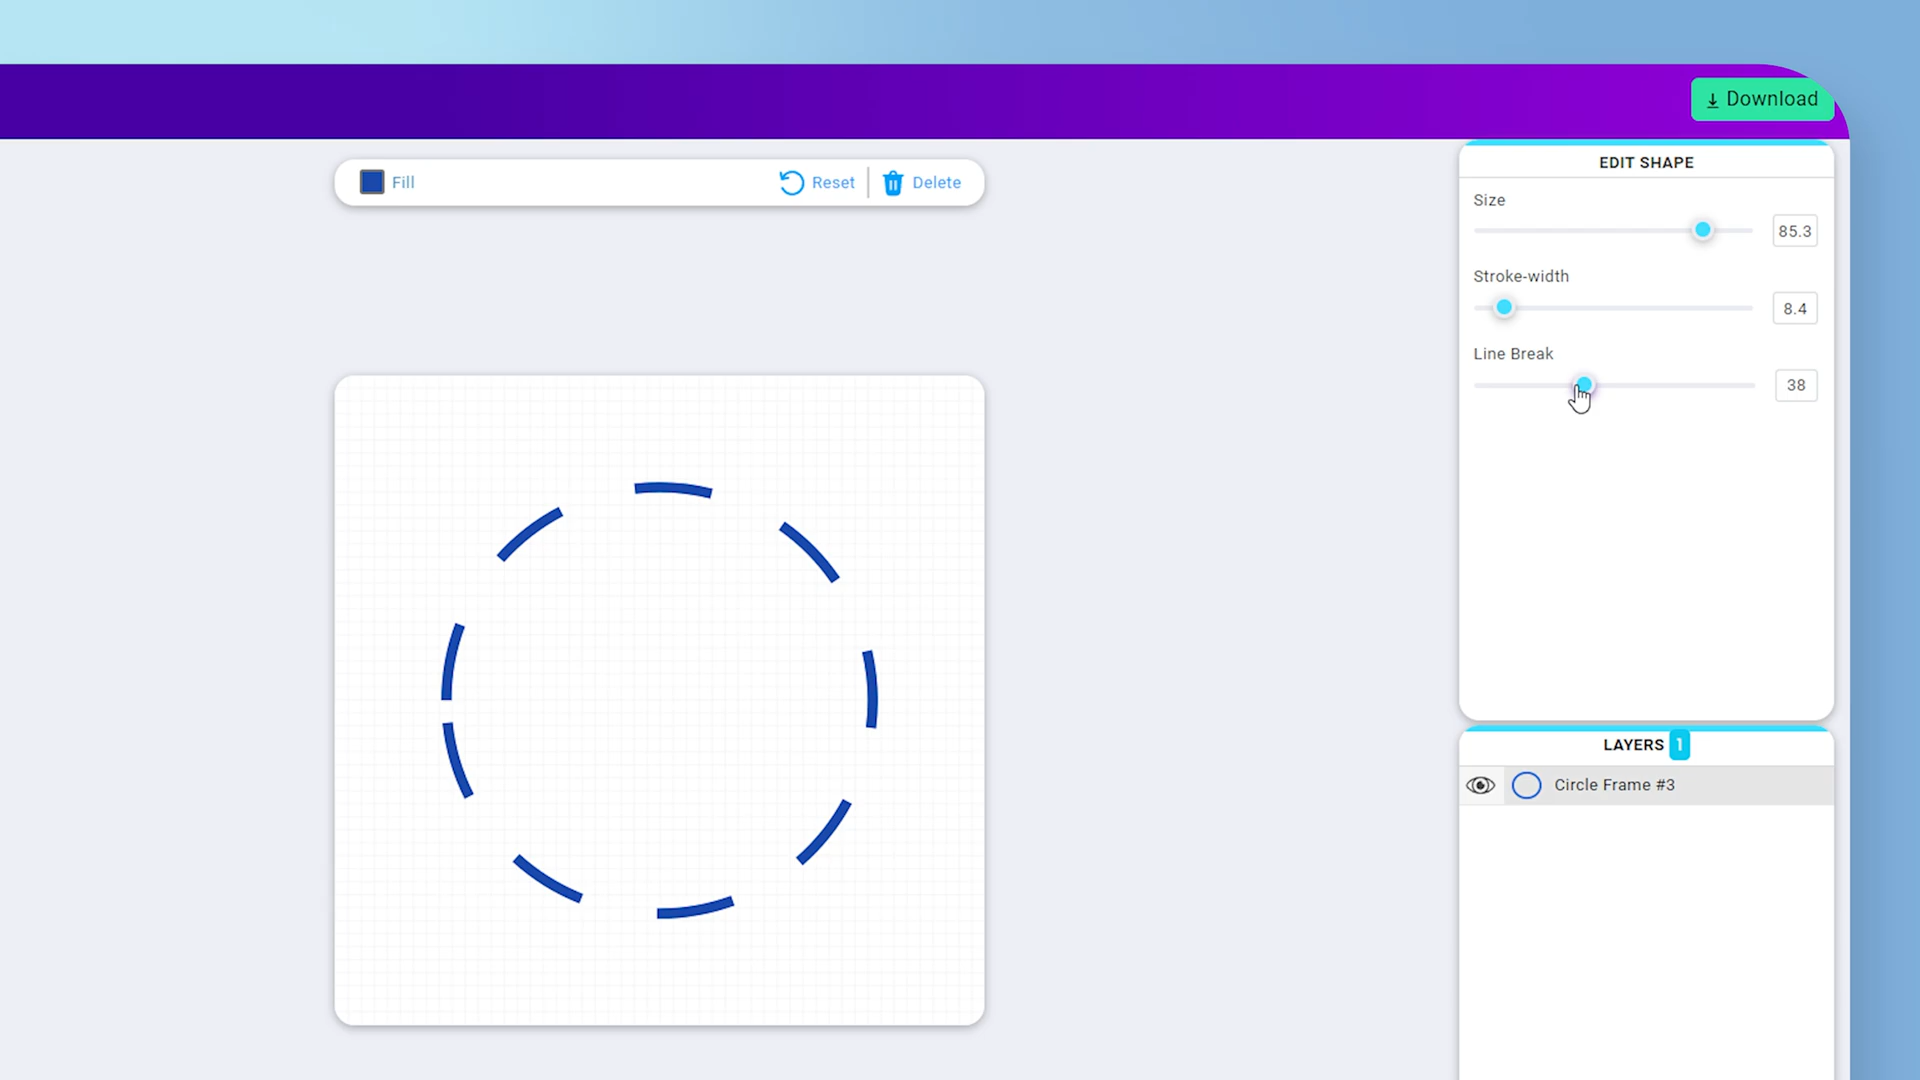 Download
Fill
Reset
Delete
EDIT SHAPE
Size
85.3
Stroke-width
8.4
Line Break
38
LAYERS 1
Circle Frame #3